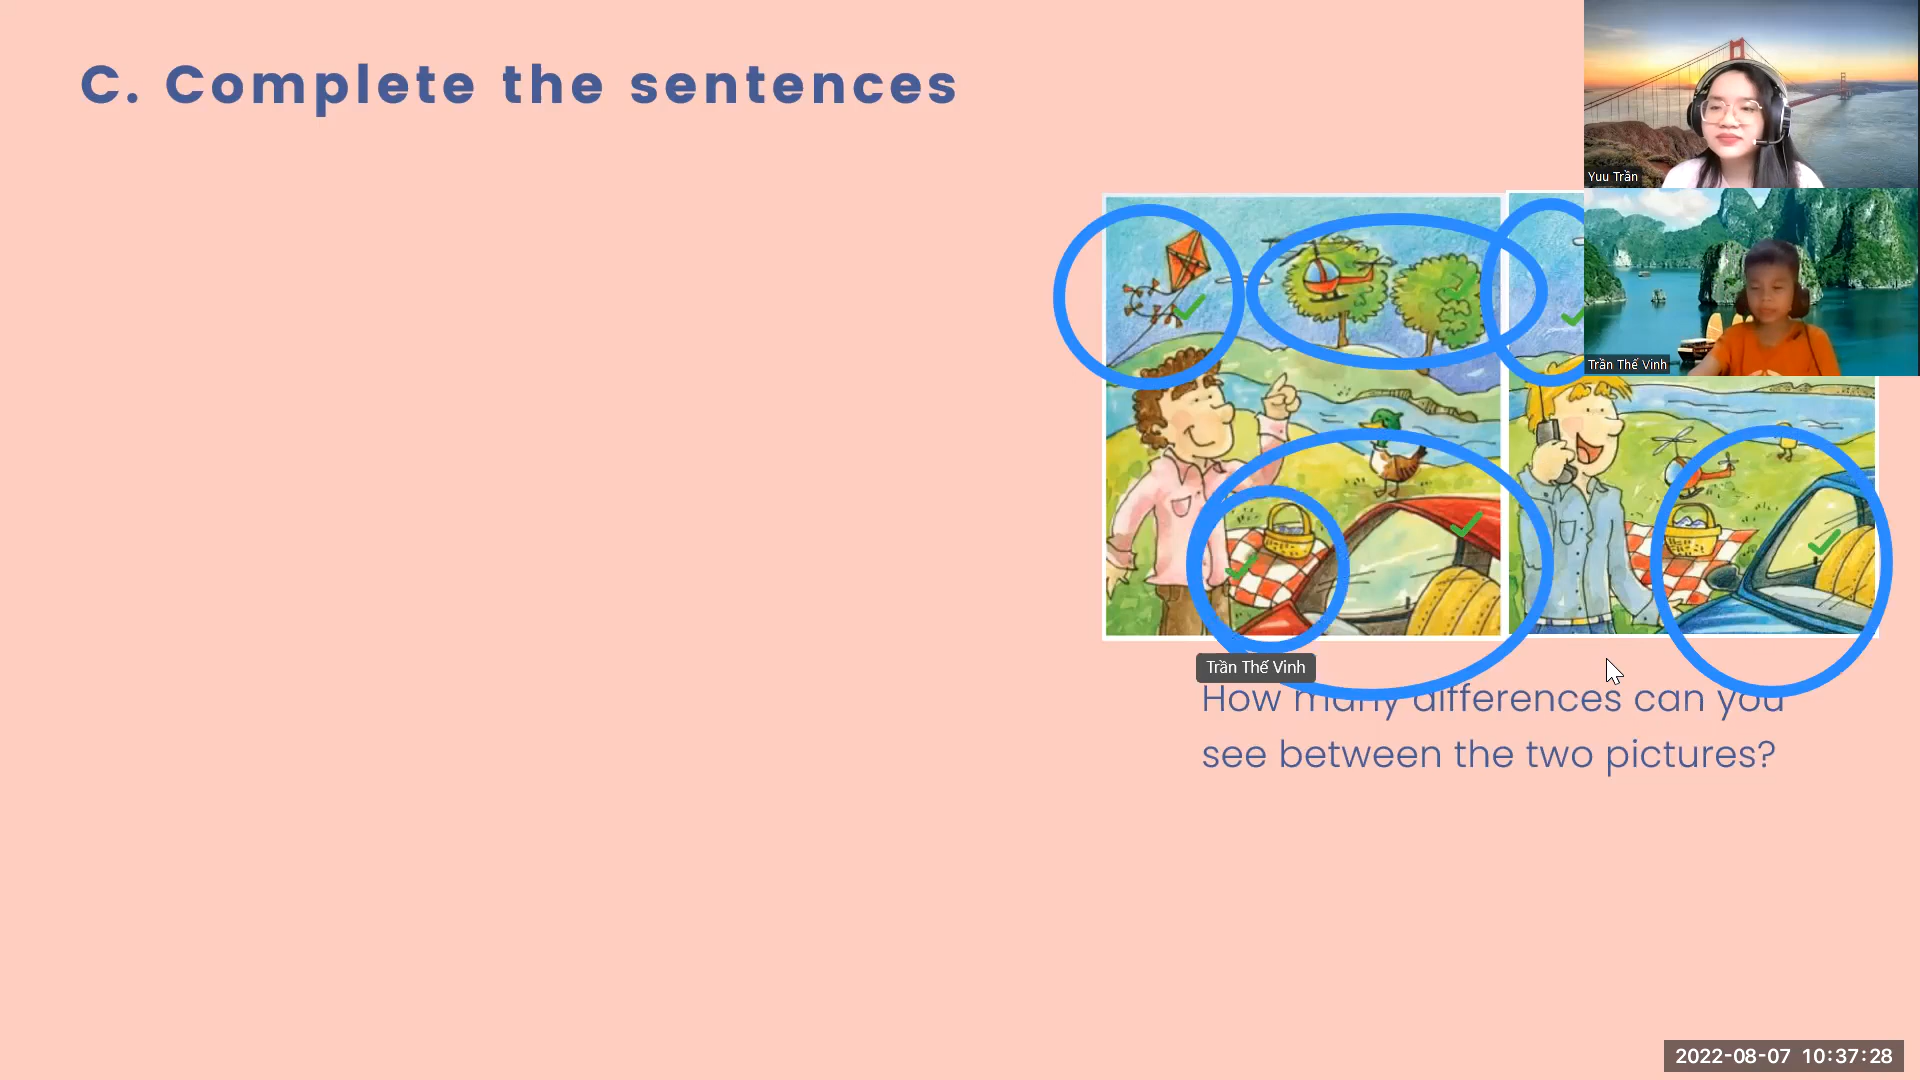 C. Complete the sentences
Yuu Trần
Trần Thế Vinh
Trần Thế Vinh
How many differences can you
see between the two pictures?
2022-08-07 10:37:28